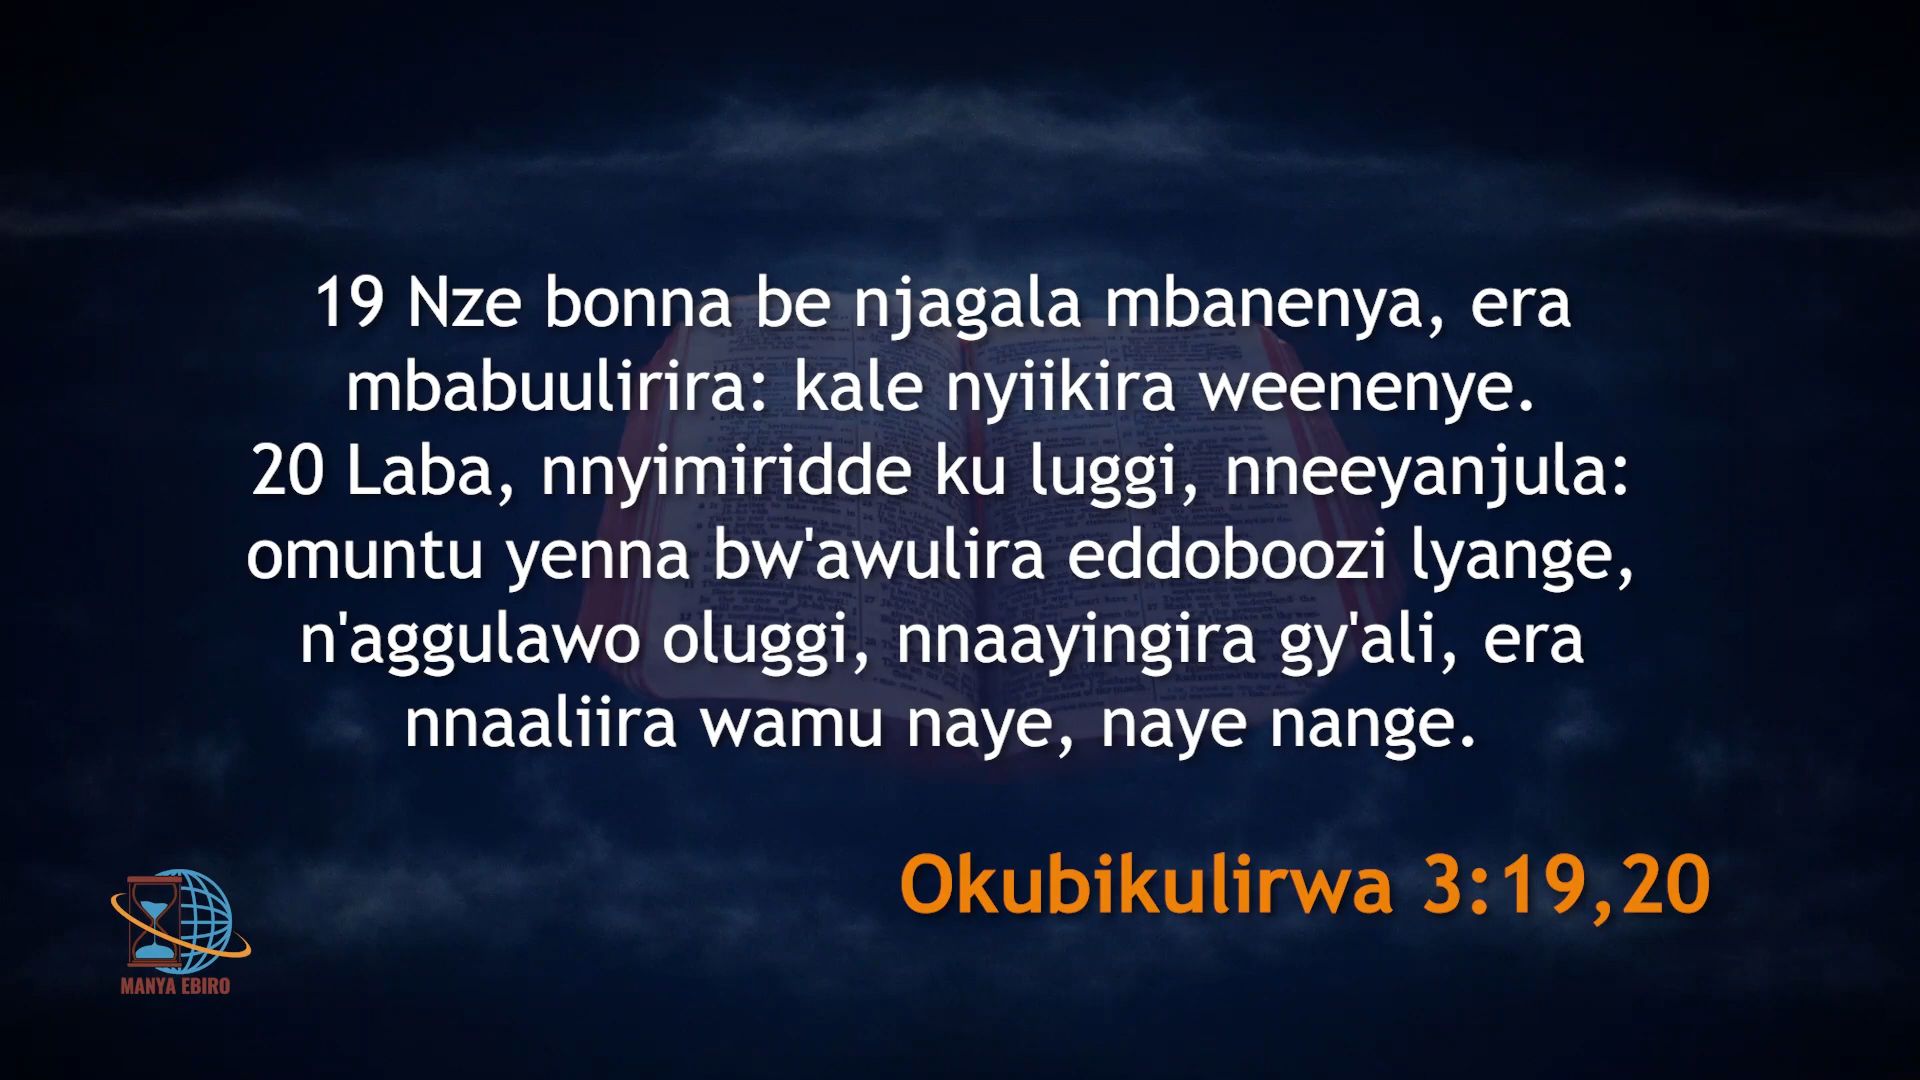 19 Nze bonna be njagala mbanenya, era
mbabuulirira: kale nyiikira weenenye.
20 Laba, nnyimiridde ku luggi, nneeyanjula:
omuntu yenna bw'awulira eddoboozi lyange,
n'aggulawo oluggi, nnaayingira gy'ali, era
nnaaliira wamu naye, naye nange.
Okubikulirwa 3:19,20
MANYA EBIRO